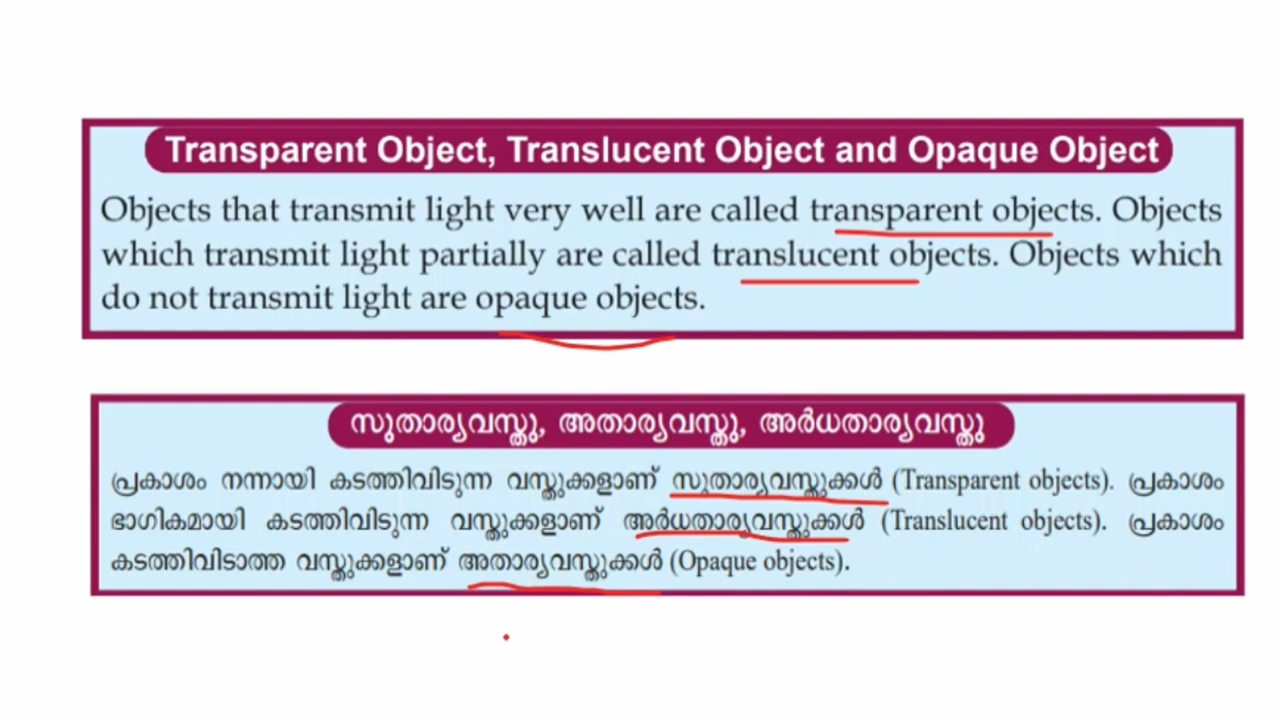 Transparent Object, Translucent Object and Opaque Object
Objects that transmit light very well are called transparent objects. Objects
which transmit light partially are called translucent objects. Objects which
do not transmit light are opaque objects.
സുതാര്യവസ്തു, അതാര്യവസ്തു, അർധതാര്യവസ്തു
പ്രകാശം നന്നായി കടത്തിവിടുന്ന വസ്തുക്കളാണ് സുതാര്യവസ്തുക്കൾ (Transparent objects). പ്രകാശം
ഭാഗികമായി കടത്തിവിടുന്ന വസ്തുക്കളാണ് അർധതാര്യവസ്തുക്കൾ (Translucent objects). പ്രകാശം
കടത്തിവിടാത്ത വസ്തുക്കളാണ് അതാര്യവസ്തുക്കൾ (Opaque objects).